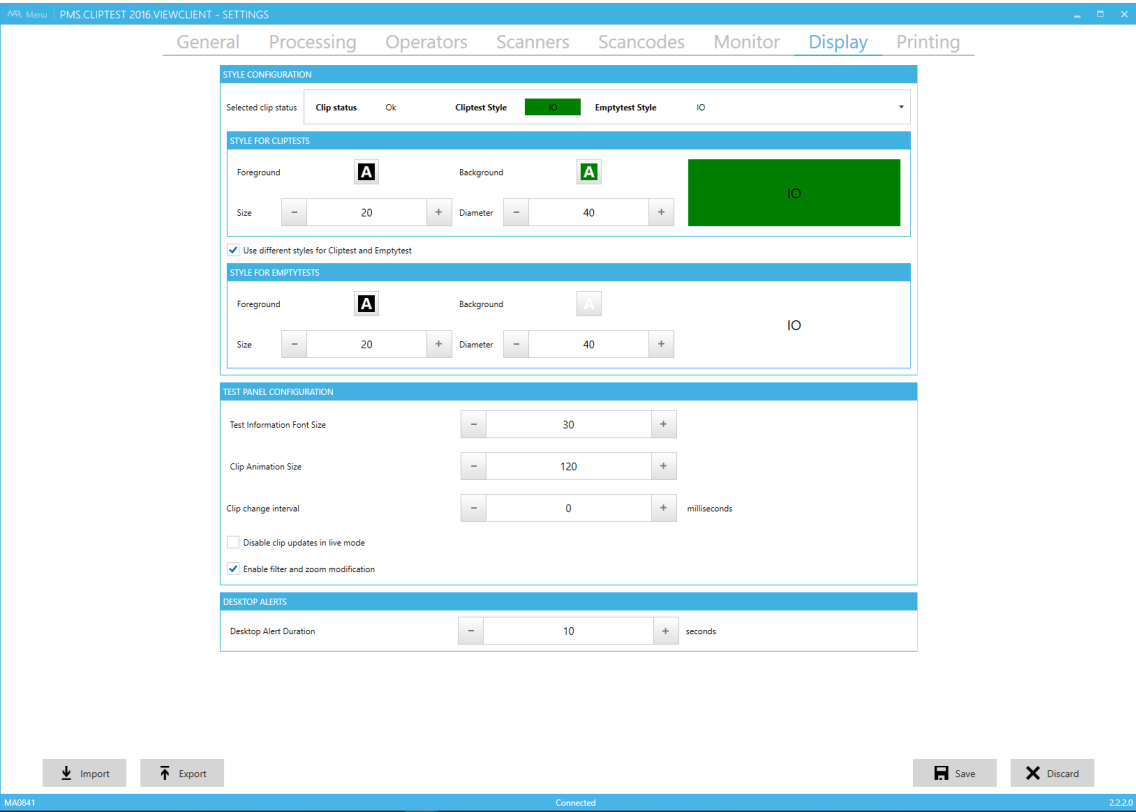 Menu PMS.CLIPTEST 2016.VIEWCLIENT - SETTINGS
General Processing Operators Scanners Scancodes Monitor Display Printing
STYLE CONFIGURATION
Selected clip status Clip status Ok Cliptest Style IO Emptytest Style IO
STYLE FOR CLIPTESTS
Foreground A Background A
IO
Size − 20 + Diameter − 40 +
Use different styles for Cliptest and Emptytest
STYLE FOR EMPTYTESTS
Foreground A Background A
IO
Size − 20 + Diameter − 40 +
TEST PANEL CONFIGURATION
Test Information Font Size − 30 +
Clip Animation Size − 120 +
Clip change interval − 0 + milliseconds
Disable clip updates in live mode
Enable filter and zoom modification
DESKTOP ALERTS
Desktop Alert Duration − 10 + seconds
Import Export Save Discard
MA0841 Connected 2.2.2.0